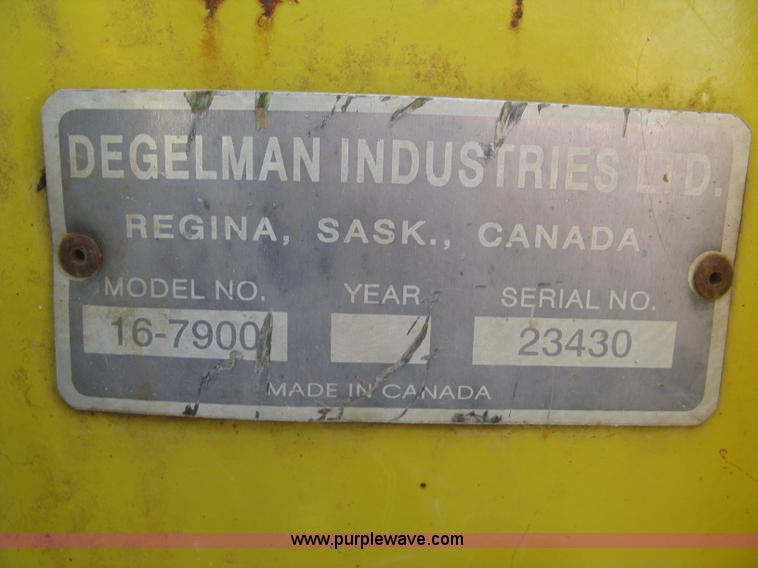 DEGELMAN INDUSTRIES LTD.
REGINA, SASK., CANADA
MODEL NO. YEAR SERIAL NO.
16-7900 23430
MADE IN CANADA
www.purplewave.com